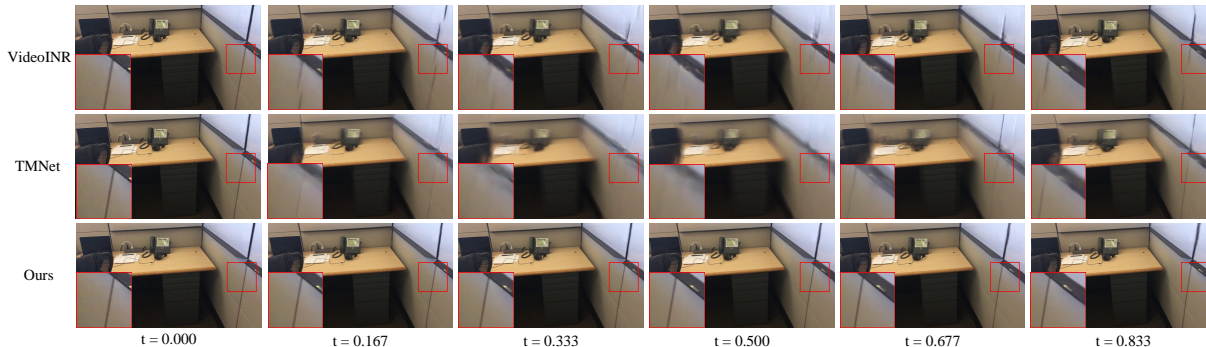 VideoINR
TMNet
Ours
t = 0.000 t = 0.167 t = 0.333 t = 0.500 t = 0.677 t = 0.833